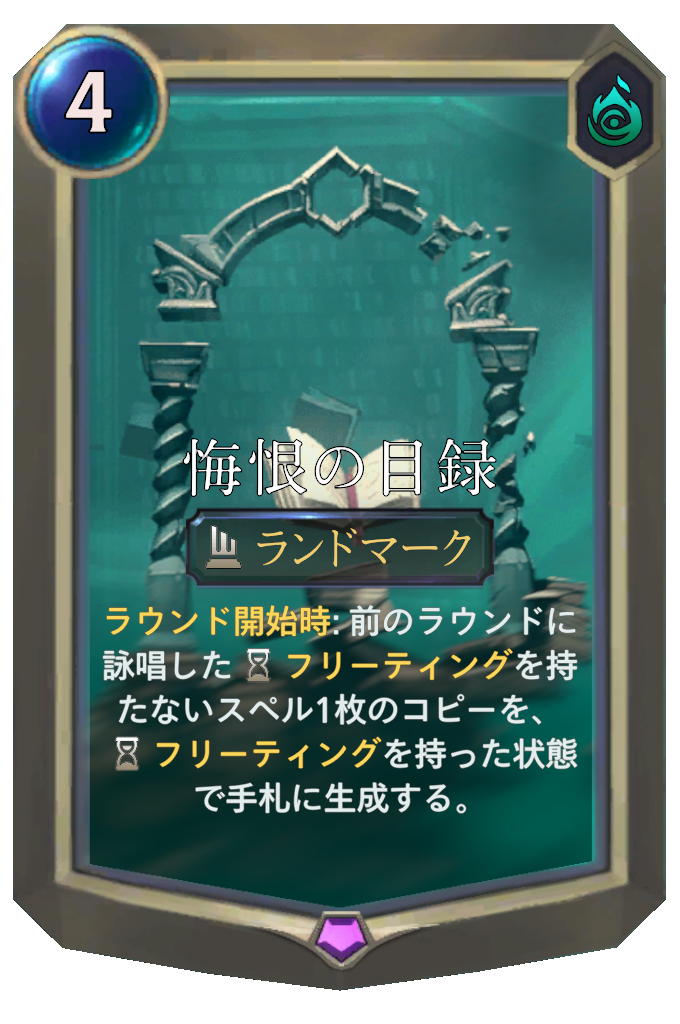 4
悔恨の目録
ランドマーク
ラウンド開始時: 前のラウンドに
詠唱した フリーティングを持
たないスペル1枚のコピーを、
フリーティングを持った状態
で手札に生成する。